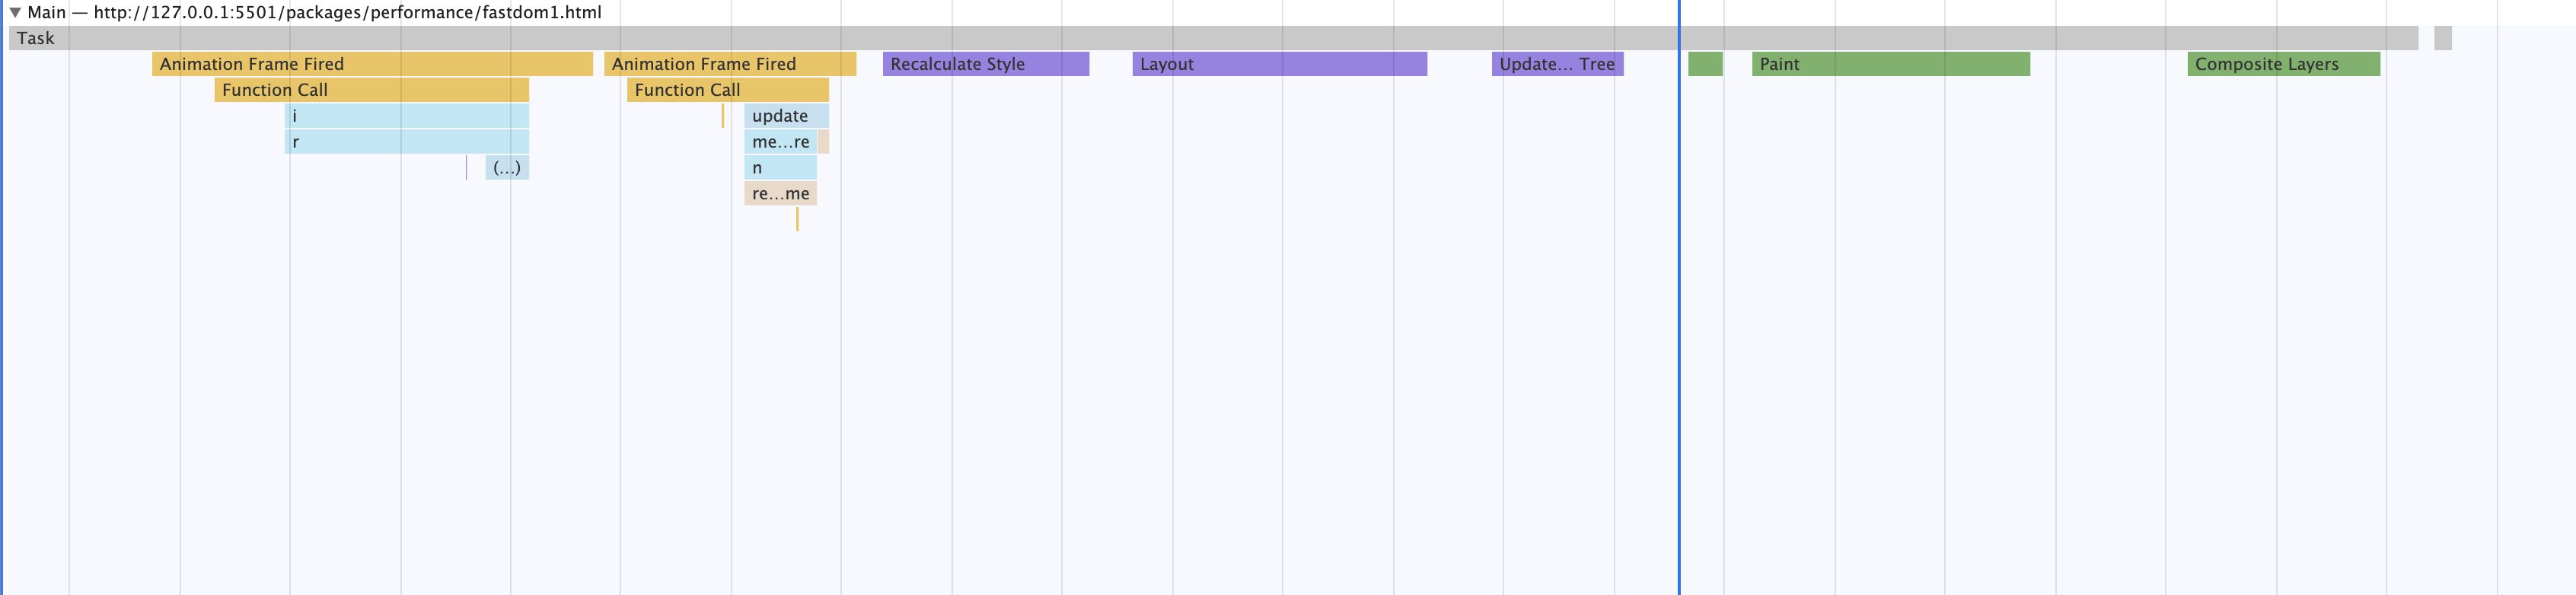 ▼ Main — http://127.0.0.1:5501/packages/performance/fastdom1.html
Task
Animation Frame Fired Animation Frame Fired Recalculate Style Layout Update… Tree Paint Composite Layers
Function Call Function Call
i update
r me…re
(…) n
re…me